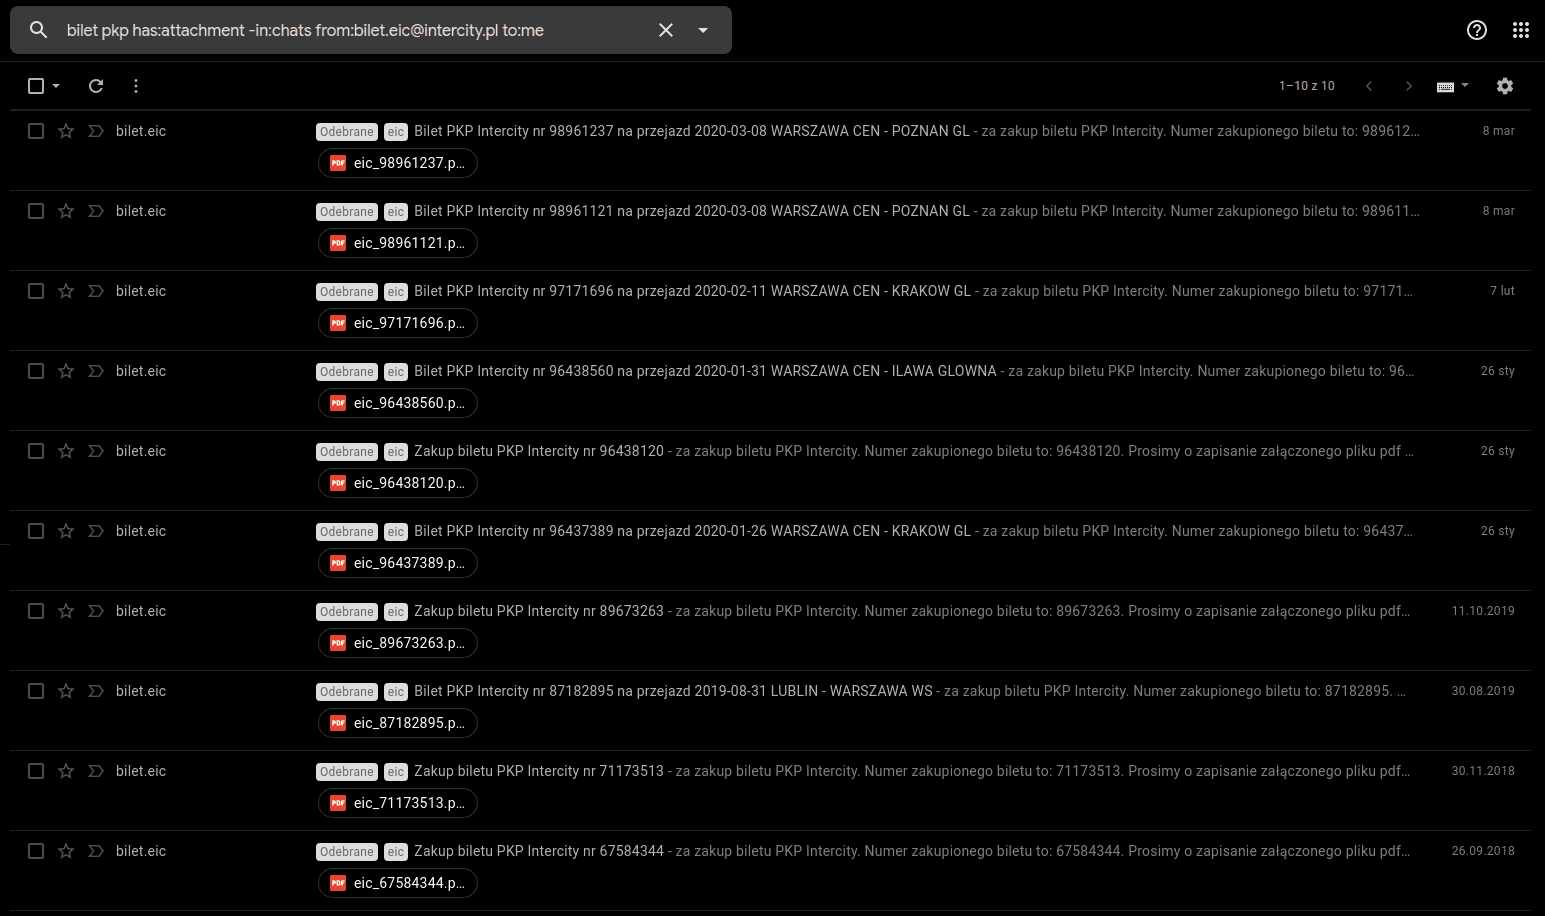 bilet pkp has:attachment -in:chats from:bilet.eic@intercity.pl to:me
1–10 z 10
bilet.eic Odebrane eic Bilet PKP Intercity nr 98961237 na przejazd 2020-03-08 WARSZAWA CEN - POZNAN GL - za zakup biletu PKP Intercity. Numer zakupionego biletu to: 989612… 8 mar
PDF eic_98961237.p…
bilet.eic Odebrane eic Bilet PKP Intercity nr 98961121 na przejazd 2020-03-08 WARSZAWA CEN - POZNAN GL - za zakup biletu PKP Intercity. Numer zakupionego biletu to: 989611… 8 mar
PDF eic_98961121.p…
bilet.eic Odebrane eic Bilet PKP Intercity nr 97171696 na przejazd 2020-02-11 WARSZAWA CEN - KRAKOW GL - za zakup biletu PKP Intercity. Numer zakupionego biletu to: 97171… 7 lut
PDF eic_97171696.p…
bilet.eic Odebrane eic Bilet PKP Intercity nr 96438560 na przejazd 2020-01-31 WARSZAWA CEN - ILAWA GLOWNA - za zakup biletu PKP Intercity. Numer zakupionego biletu to: 96… 26 sty
PDF eic_96438560.p…
bilet.eic Odebrane eic Zakup biletu PKP Intercity nr 96438120 - za zakup biletu PKP Intercity. Numer zakupionego biletu to: 96438120. Prosimy o zapisanie załączonego pliku pdf … 26 sty
PDF eic_96438120.p…
bilet.eic Odebrane eic Bilet PKP Intercity nr 96437389 na przejazd 2020-01-26 WARSZAWA CEN - KRAKOW GL - za zakup biletu PKP Intercity. Numer zakupionego biletu to: 96437… 26 sty
PDF eic_96437389.p…
bilet.eic Odebrane eic Zakup biletu PKP Intercity nr 89673263 - za zakup biletu PKP Intercity. Numer zakupionego biletu to: 89673263. Prosimy o zapisanie załączonego pliku pdf… 11.10.2019
PDF eic_89673263.p…
bilet.eic Odebrane eic Bilet PKP Intercity nr 87182895 na przejazd 2019-08-31 LUBLIN - WARSZAWA WS - za zakup biletu PKP Intercity. Numer zakupionego biletu to: 87182895. … 30.08.2019
PDF eic_87182895.p…
bilet.eic Odebrane eic Zakup biletu PKP Intercity nr 71173513 - za zakup biletu PKP Intercity. Numer zakupionego biletu to: 71173513. Prosimy o zapisanie załączonego pliku pdf… 30.11.2018
PDF eic_71173513.p…
bilet.eic Odebrane eic Zakup biletu PKP Intercity nr 67584344 - za zakup biletu PKP Intercity. Numer zakupionego biletu to: 67584344. Prosimy o zapisanie załączonego pliku pdf… 26.09.2018
PDF eic_67584344.p…